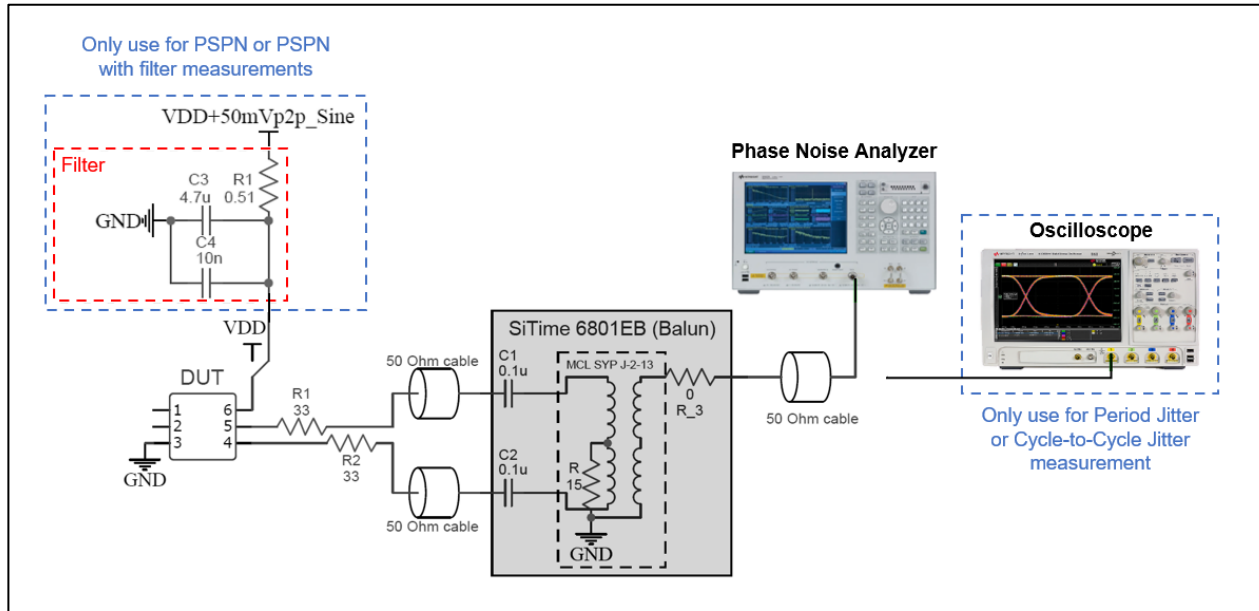 Only use for PSPN or PSPN
with filter measurements
VDD+50mVp2p_Sine
Filter
C3
4.7u
R1
0.51
GND
C4
10n
VDD
DUT
1
2
3
6
5
4
GND
R1
33
R2
33
50 Ohm cable
50 Ohm cable
SiTime 6801EB (Balun)
C1
0.1u
C2
0.1u
MCL SYP J-2-13
R
15
GND
0
R_3
50 Ohm cable
Phase Noise Analyzer
Oscilloscope
Only use for Period Jitter
or Cycle-to-Cycle Jitter
measurement